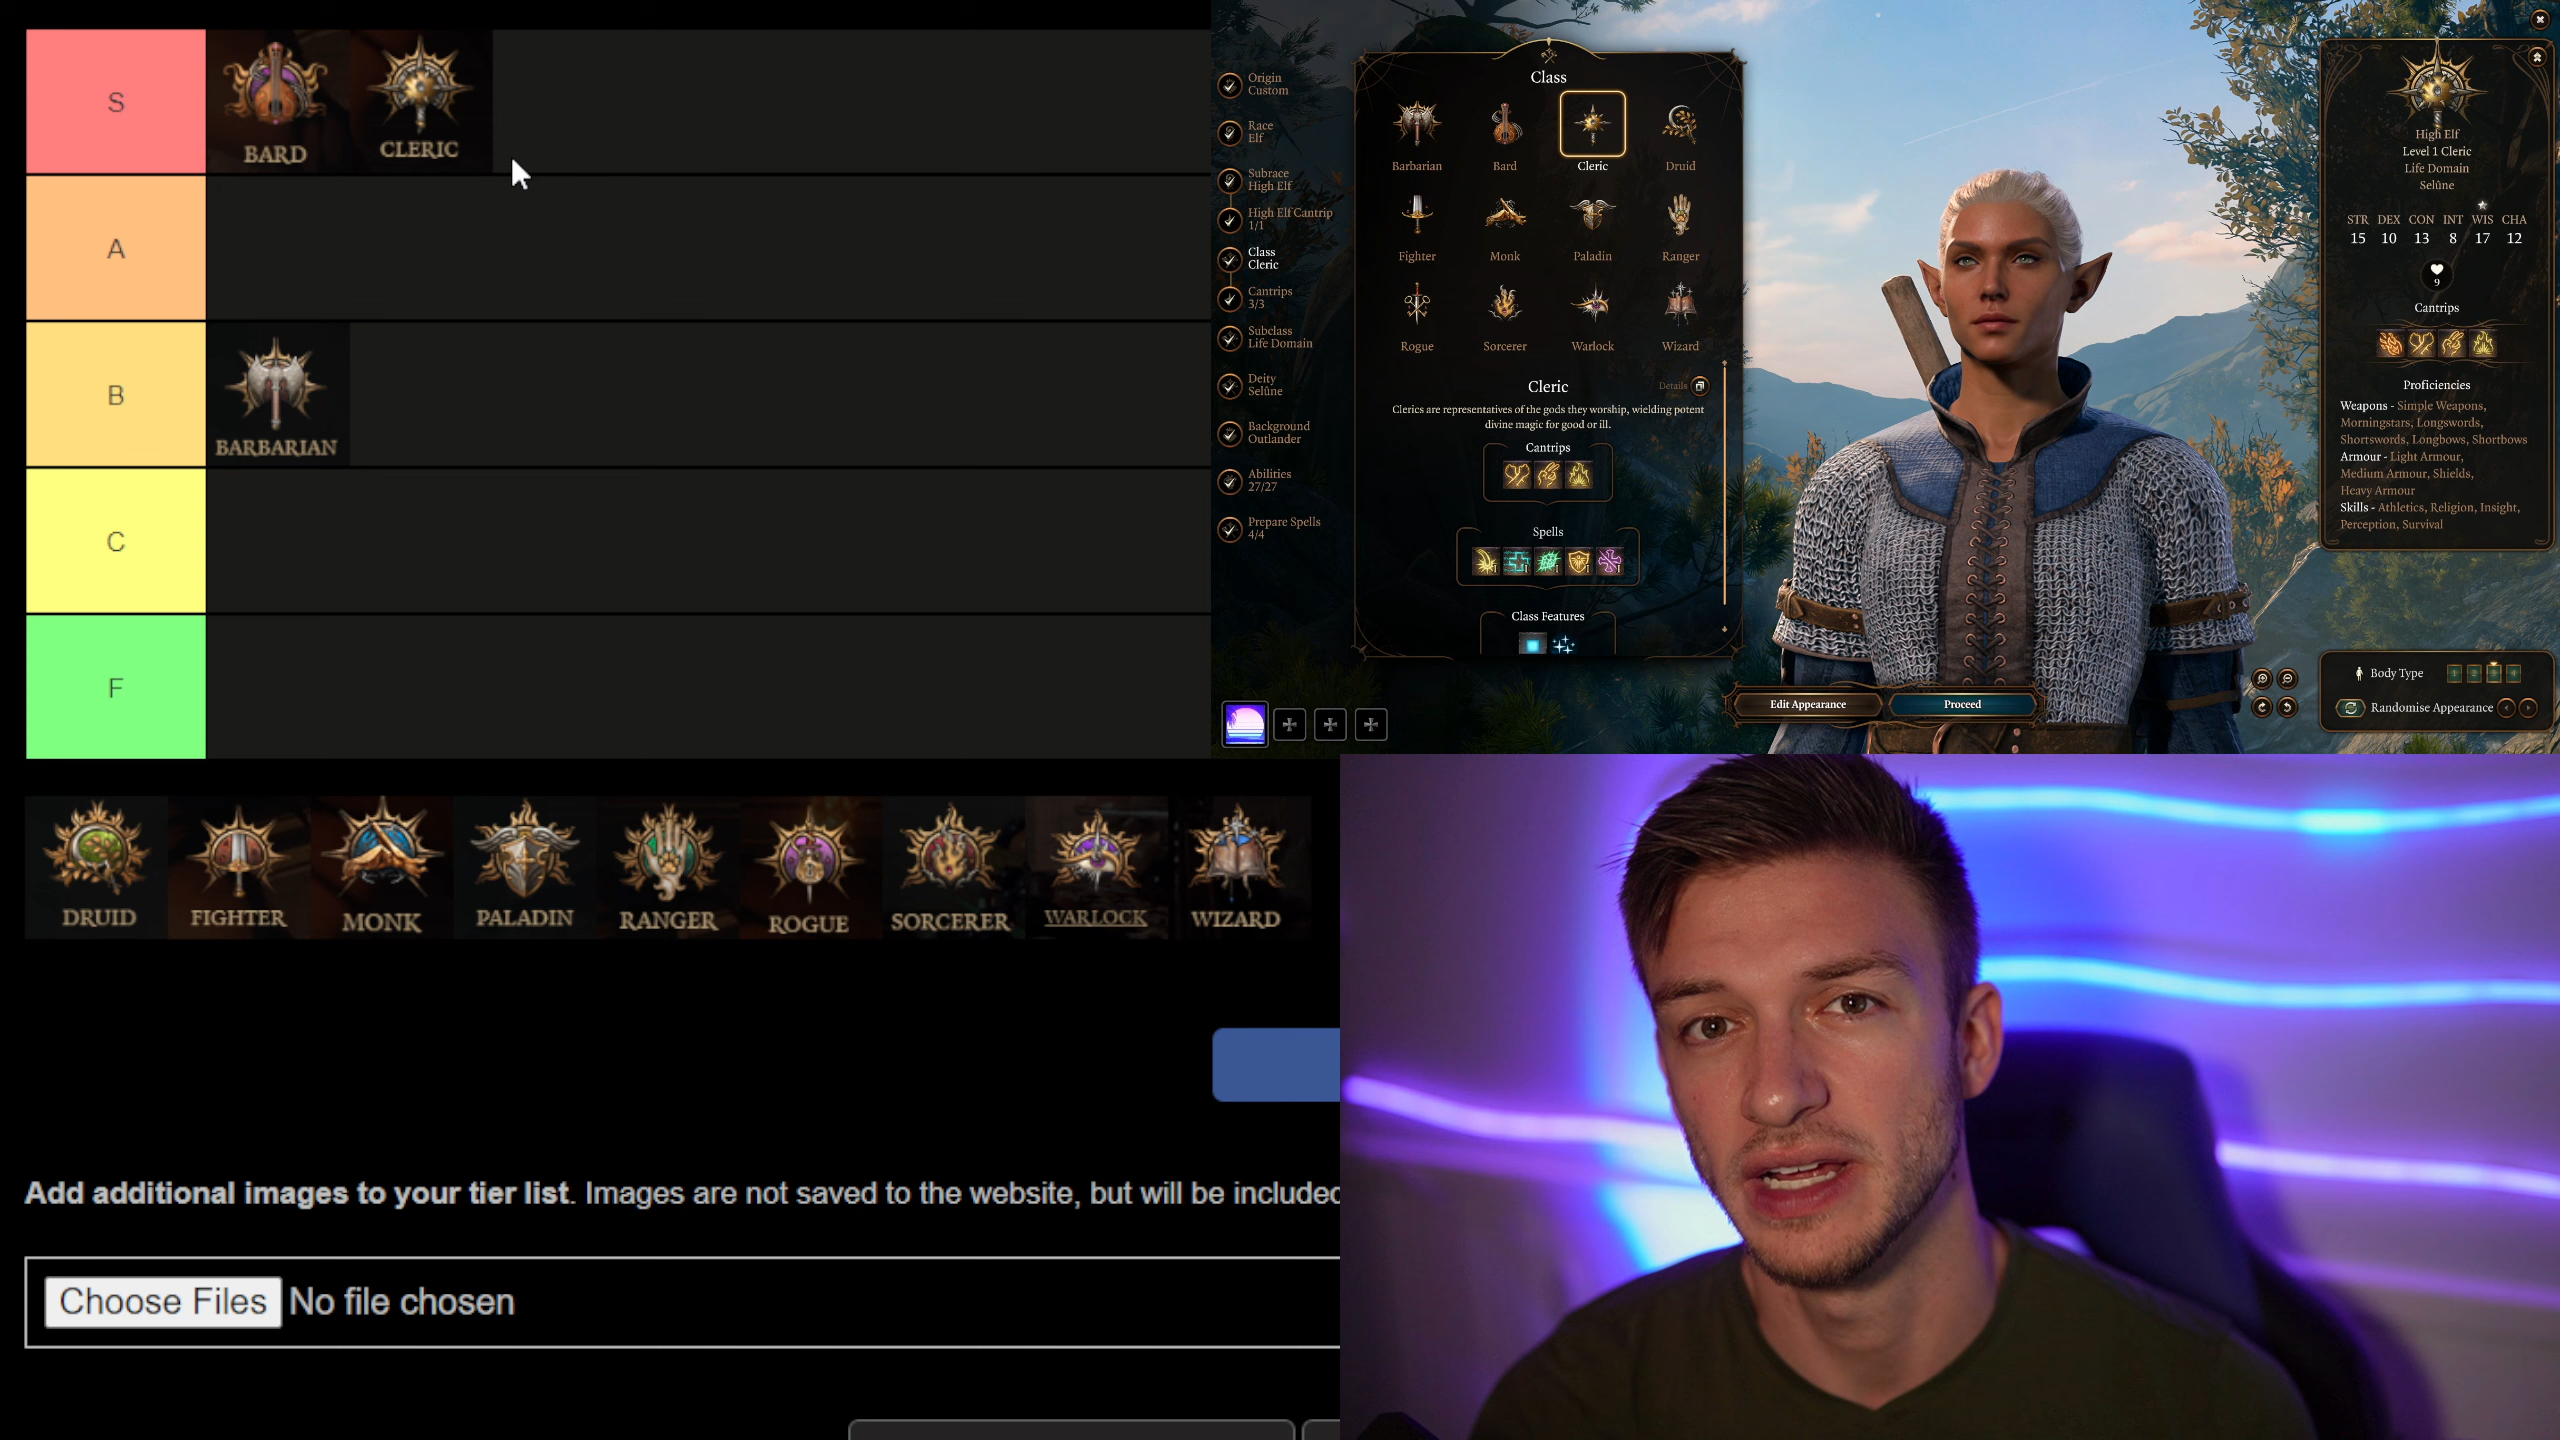 S
BARD
CLERIC
A
B
BARBARIAN
C
F
DRUID
FIGHTER
MONK
PALADIN
RANGER
ROGUE
SORCERER
WARLOCK
WIZARD
Add additional images to your tier list. Images are not saved to the website, but will be included
Choose Files No file chosen
Origin
Custom
Race
Elf
Subrace
High Elf
High Elf Cantrip
1/1
Class
Cleric
Cantrips
3/3
Subclass
Life Domain
Deity
Selûne
Background
Outlander
Abilities
27/27
Prepare Spells
4/4
Class
Barbarian
Bard
Cleric
Druid
Fighter
Monk
Paladin
Ranger
Rogue
Sorcerer
Warlock
Wizard
Cleric
Details
Clerics are representatives of the gods they worship, wielding potent
divine magic for good or ill.
Cantrips
Spells
Class Features
Edit Appearance
Proceed
High Elf
Level 1 Cleric
Life Domain
Selûne
STR DEX CON INT WIS CHA
15 10 13 8 17 12
9
Cantrips
Proficiencies
Weapons - Simple Weapons,
Morningstars, Longswords,
Shortswords, Longbows, Shortbows
Armour - Light Armour,
Medium Armour, Shields,
Heavy Armour
Skills - Athletics, Religion, Insight,
Perception, Survival
Body Type
Randomise Appearance